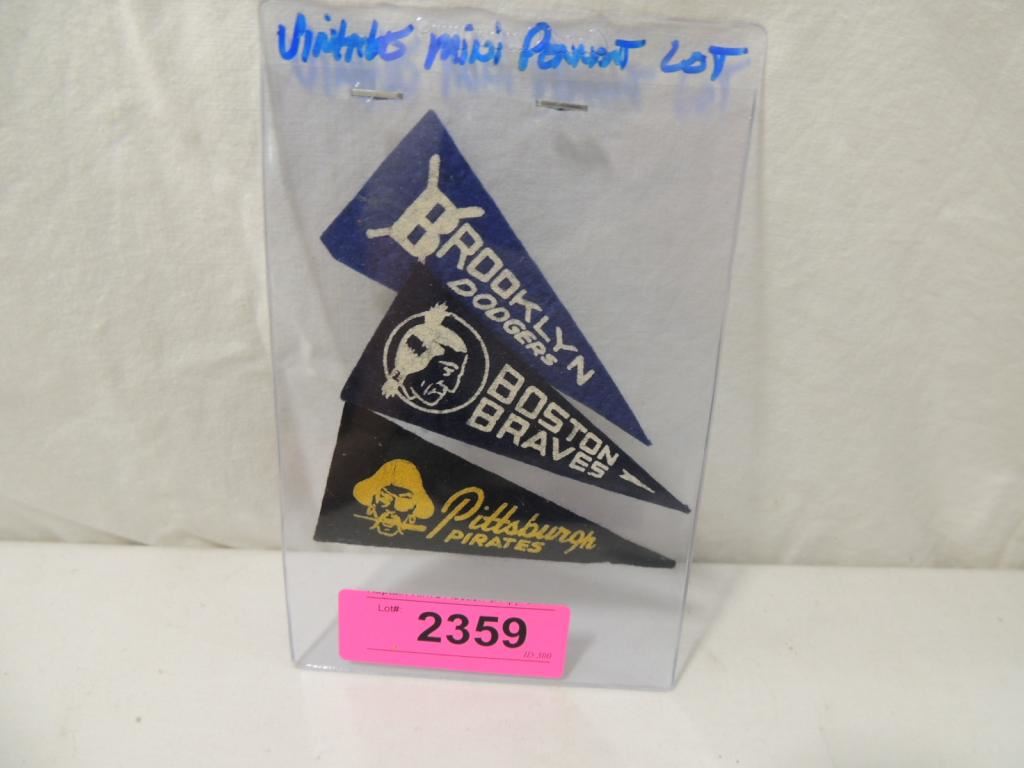 Vintage Mini Pennant Lot
BROOKLYN
DODGERS
BOSTON
BRAVES
Pittsburgh
PIRATES
Lot#:
2359